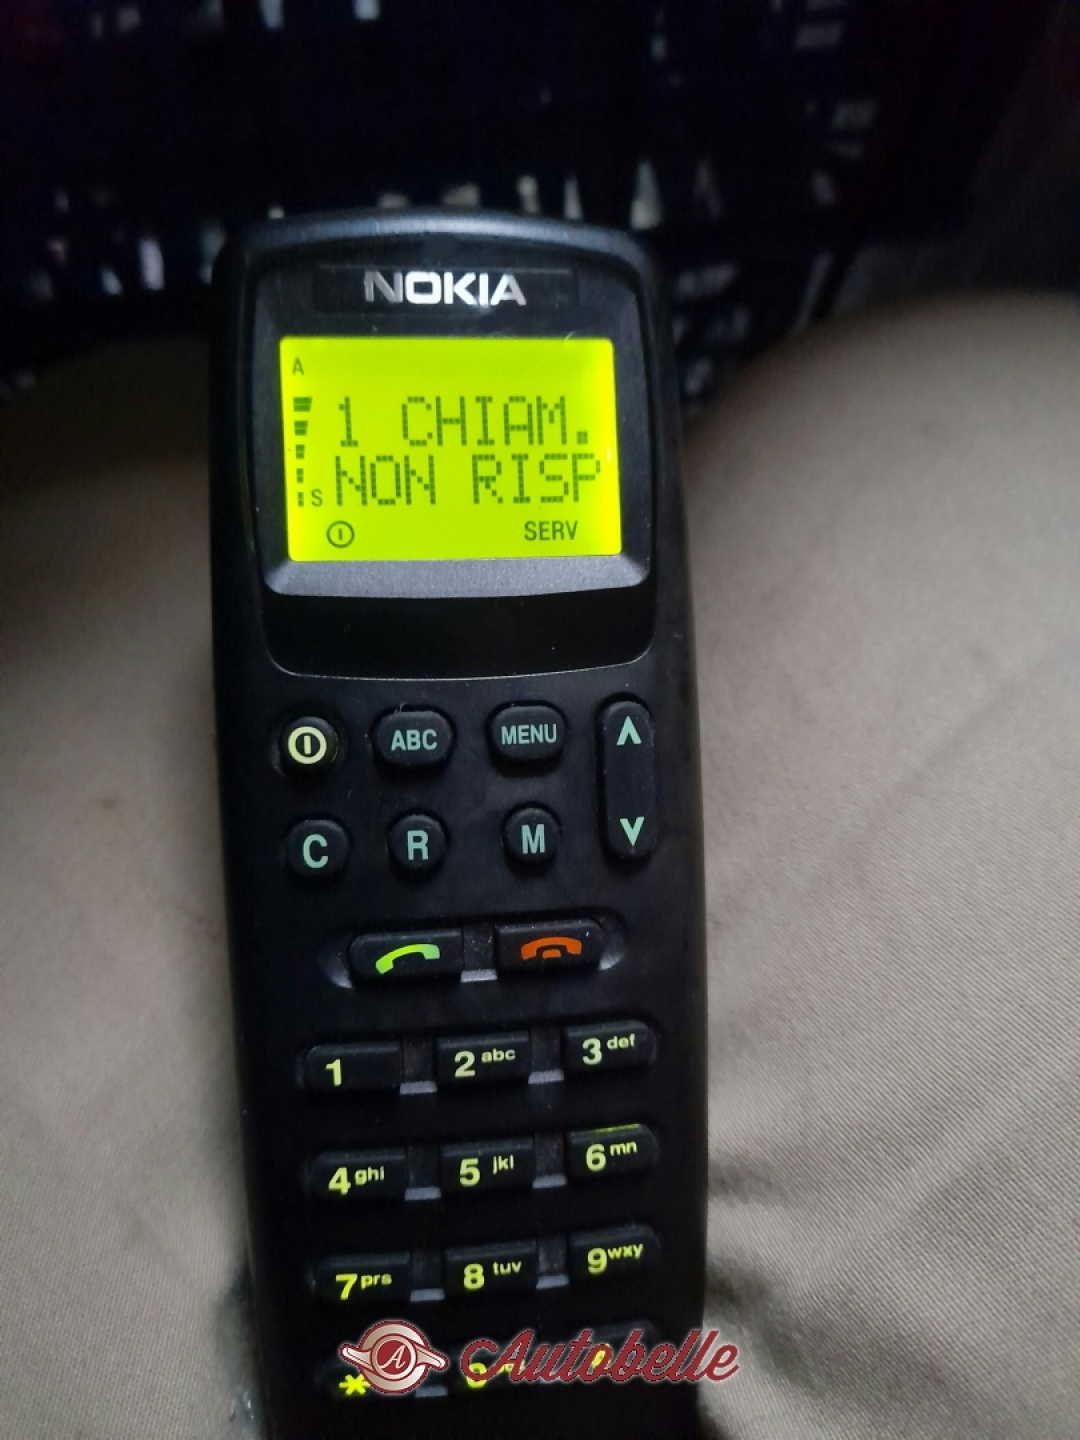 NOKIA
A
1 CHIAM.
S NON RISP
SERV
ABC MENU
C R M
1 2 abc 3 def
4 ghi 5 jkl 6 mn
7 prs 8 tuv 9 wxy
*
A Autobelle